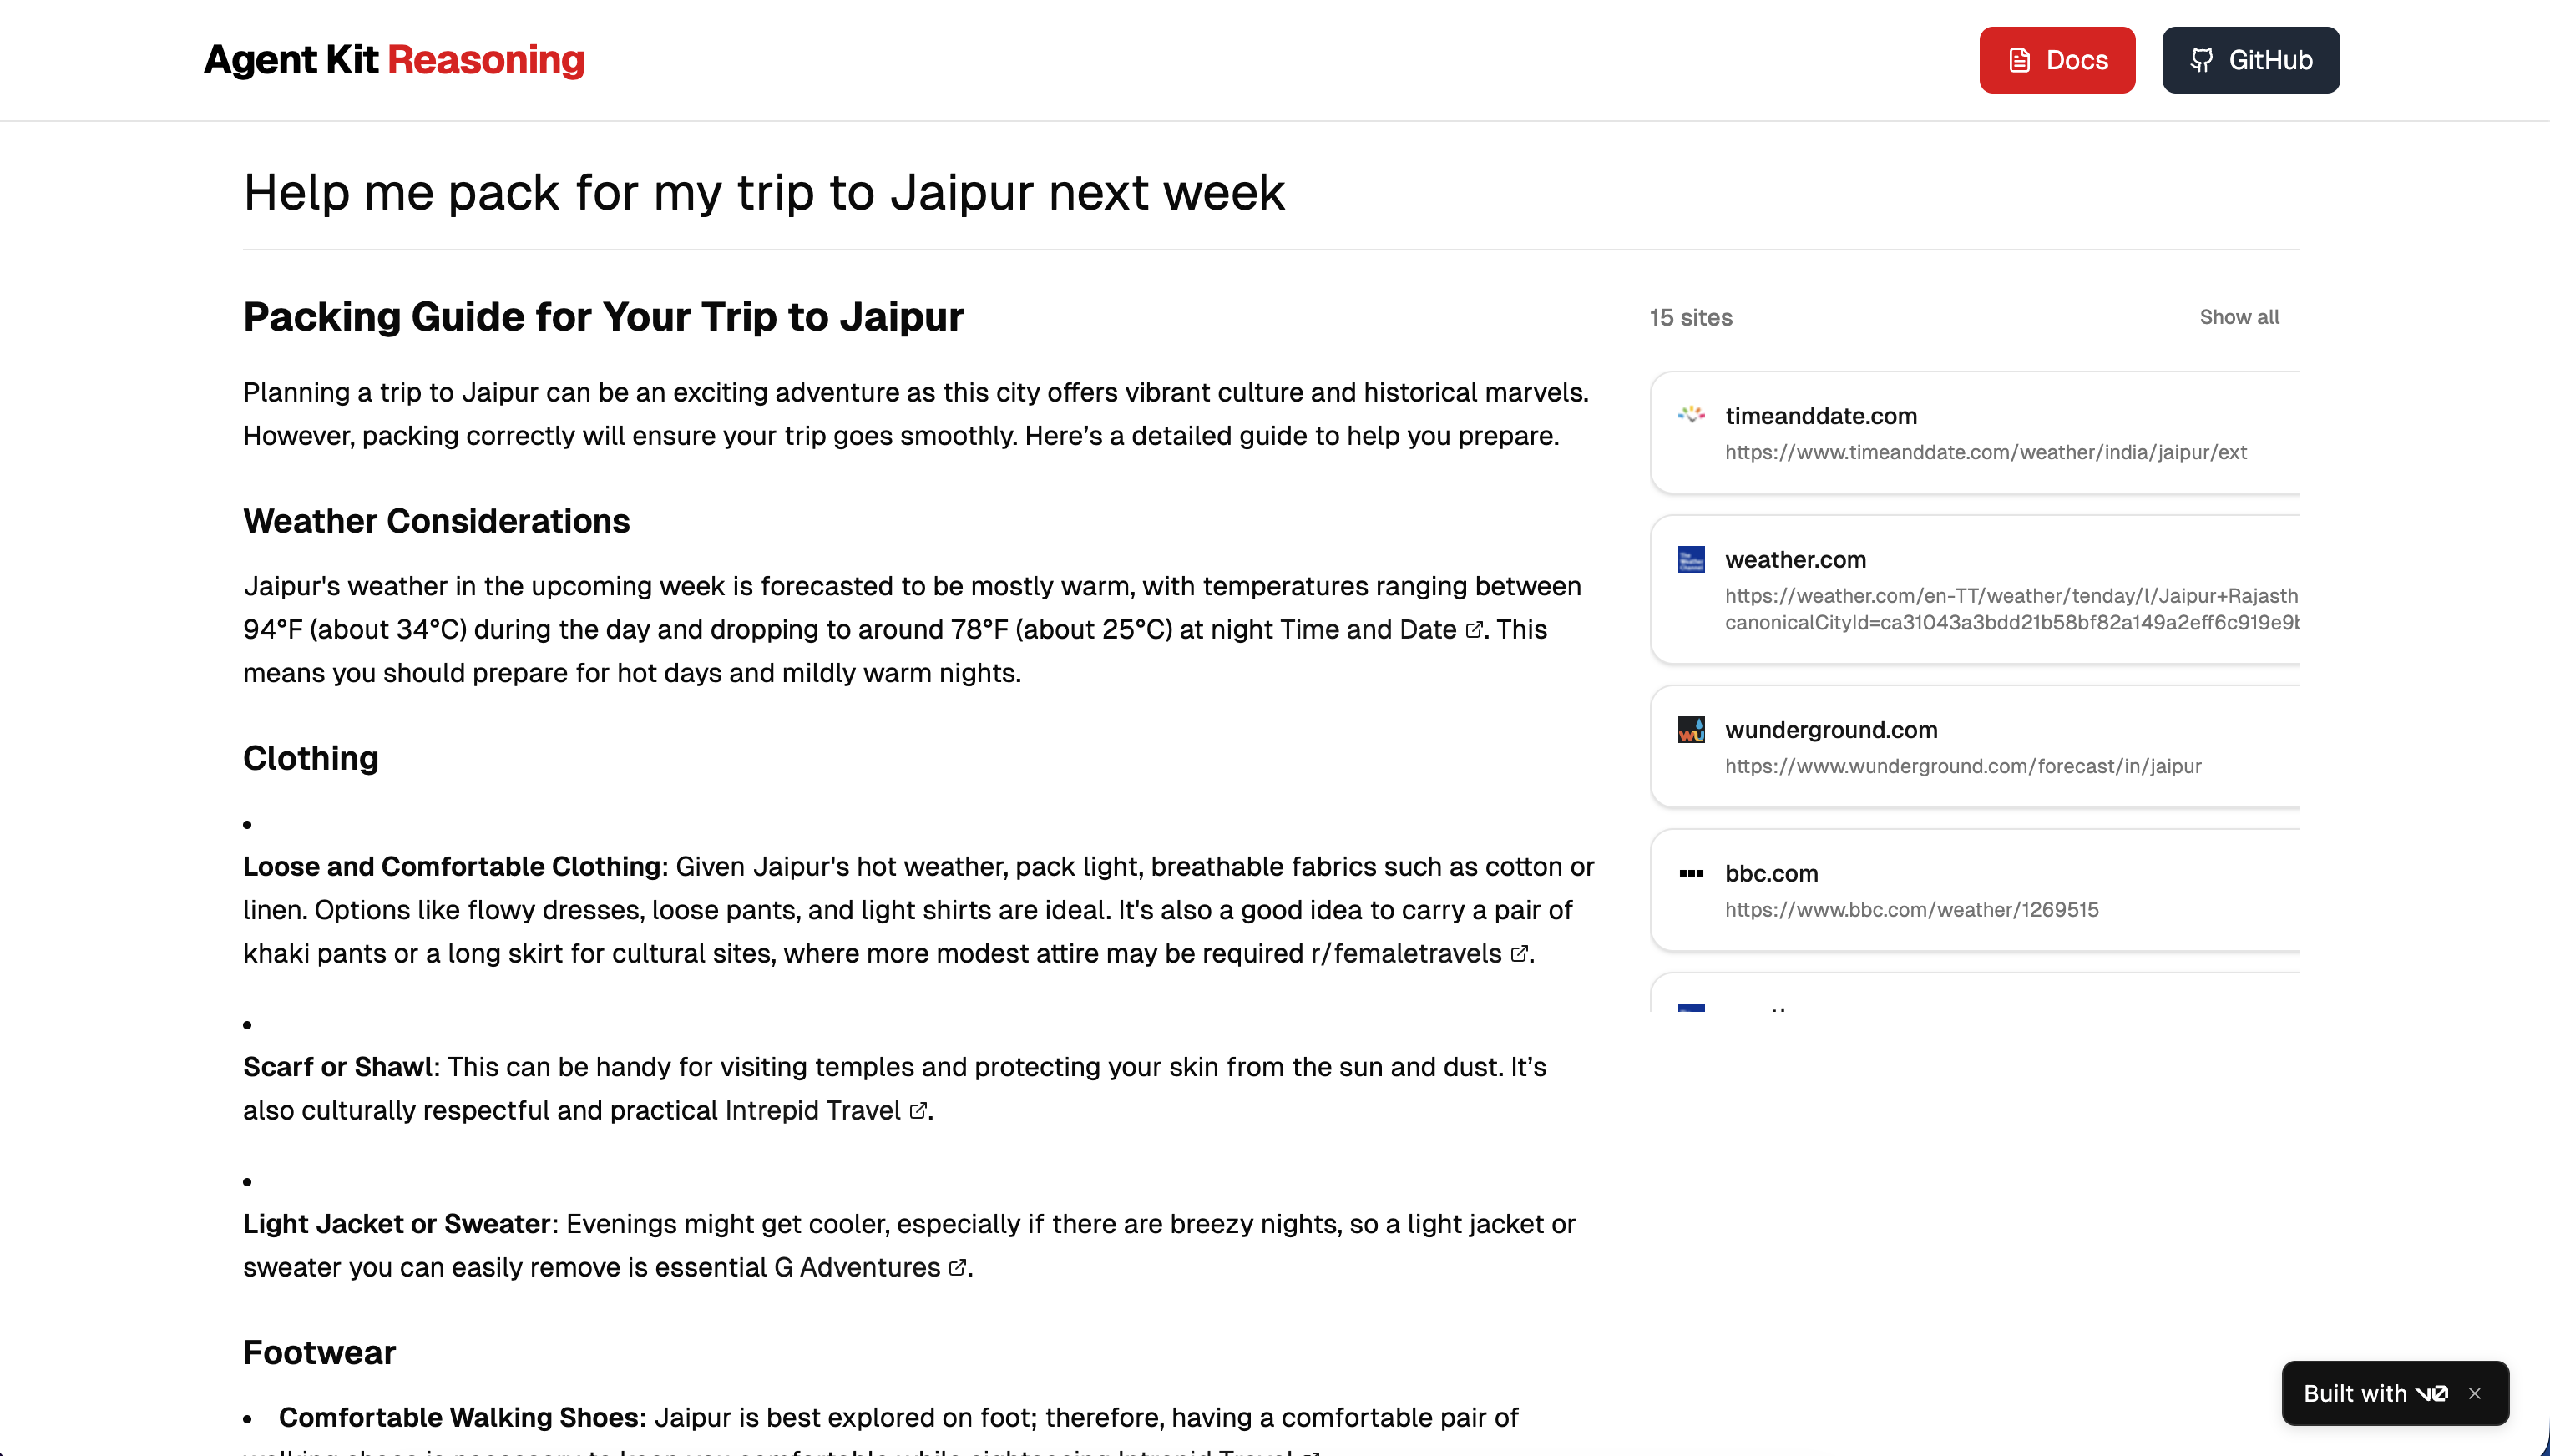 Agent Kit Reasoning
Docs
GitHub
Help me pack for my trip to Jaipur next week
Packing Guide for Your Trip to Jaipur
Planning a trip to Jaipur can be an exciting adventure as this city offers vibrant culture and historical marvels.
However, packing correctly will ensure your trip goes smoothly. Here’s a detailed guide to help you prepare.
Weather Considerations
Jaipur's weather in the upcoming week is forecasted to be mostly warm, with temperatures ranging between
94°F (about 34°C) during the day and dropping to around 78°F (about 25°C) at night Time and Date. This
means you should prepare for hot days and mildly warm nights.
Clothing
•
Loose and Comfortable Clothing: Given Jaipur's hot weather, pack light, breathable fabrics such as cotton or
linen. Options like flowy dresses, loose pants, and light shirts are ideal. It's also a good idea to carry a pair of
khaki pants or a long skirt for cultural sites, where more modest attire may be required r/femaletravels.
•
Scarf or Shawl: This can be handy for visiting temples and protecting your skin from the sun and dust. It’s
also culturally respectful and practical Intrepid Travel.
•
Light Jacket or Sweater: Evenings might get cooler, especially if there are breezy nights, so a light jacket or
sweater you can easily remove is essential G Adventures.
Footwear
• Comfortable Walking Shoes: Jaipur is best explored on foot; therefore, having a comfortable pair of
walking shoes is necessary to keep you comfortable while sightseeing Intrepid Travel
15 sites
Show all
timeanddate.com
https://www.timeanddate.com/weather/india/jaipur/ext
weather.com
https://weather.com/en-TT/weather/tenday/l/Jaipur+Rajasth
canonicalCityId=ca31043a3bdd21b58bf82a149a2eff6c919e9b
wunderground.com
https://www.wunderground.com/forecast/in/jaipur
bbc.com
https://www.bbc.com/weather/1269515
Built with v0